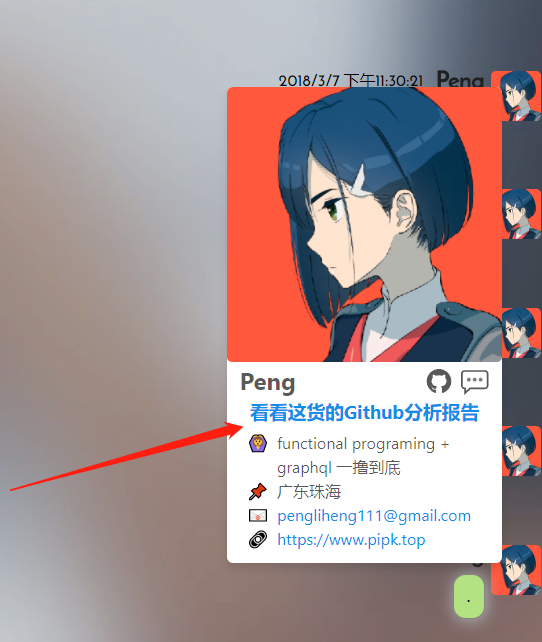 2018/3/7 下午11:30:21 Peng
Peng
看看这货的Github分析报告
functional programing +
graphql 一撸到底
广东珠海
pengliheng111@gmail.com
https://www.pipk.top
.